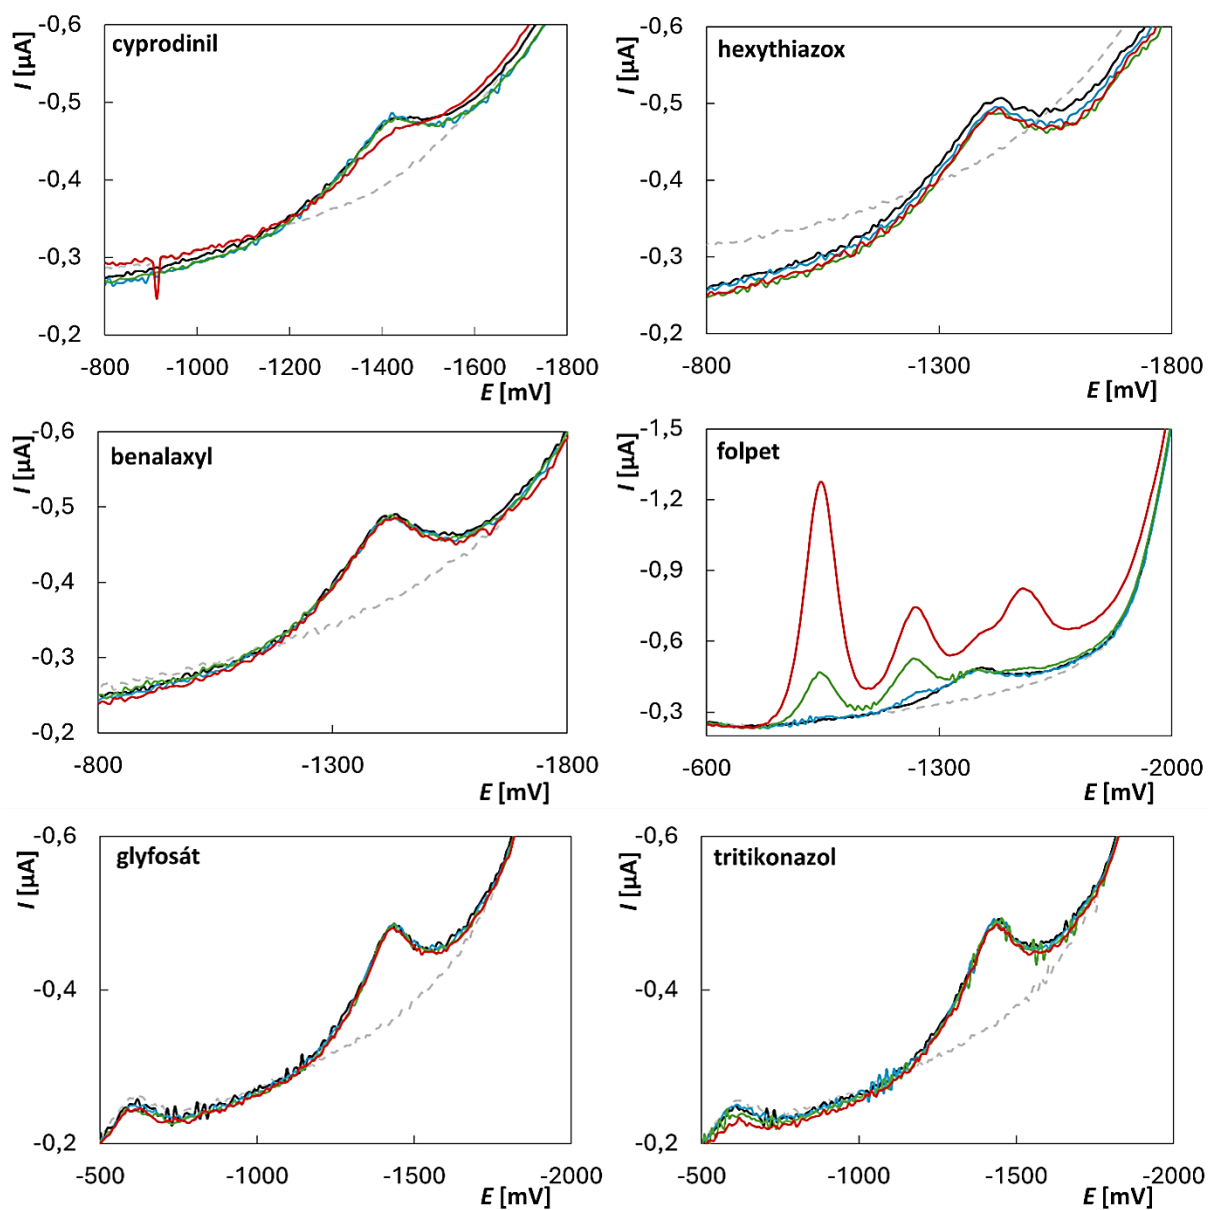 cyprodinil
I [µA]
-0,6
-0,5
-0,4
-0,3
-0,2
-800 -1000 -1200 -1400 -1600 -1800
E [mV]
hexythiazox
I [µA]
-0,6
-0,5
-0,4
-0,3
-0,2
-800 -1300 -1800
E [mV]
benalaxyl
I [µA]
-0,6
-0,5
-0,4
-0,3
-0,2
-800 -1300 -1800
E [mV]
folpet
I [µA]
-1,5
-1,2
-0,9
-0,6
-0,3
-600 -1300 -2000
E [mV]
glyfosát
I [µA]
-0,6
-0,4
-0,2
-500 -1000 -1500 -2000
E [mV]
tritikonazol
I [µA]
-0,6
-0,4
-0,2
-500 -1000 -1500 -2000
E [mV]